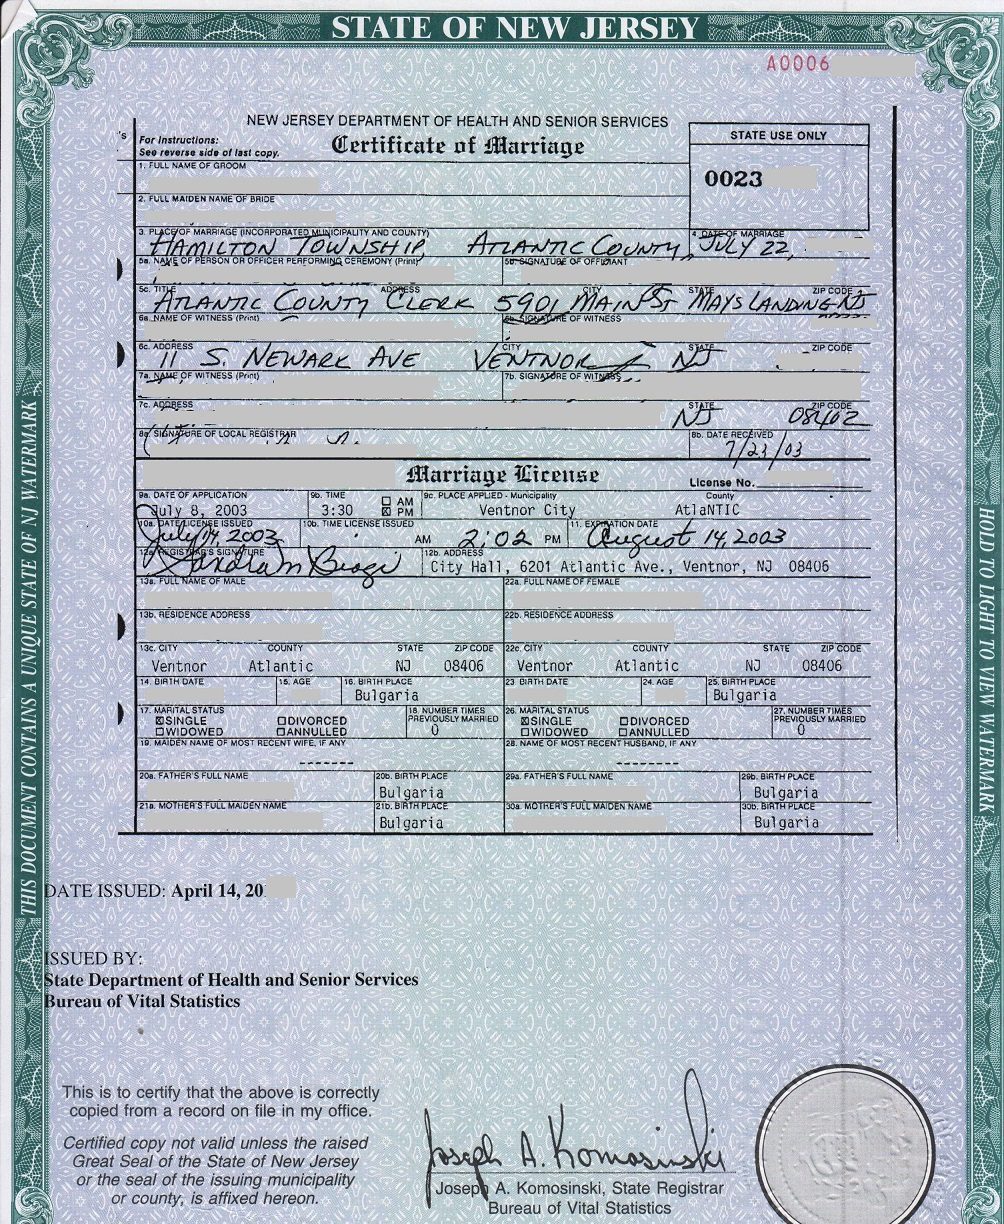 STATE OF NEW JERSEY
A0006
NEW JERSEY DEPARTMENT OF HEALTH AND SENIOR SERVICES
's
For Instructions:
See reverse side of last copy.
Certificate of Marriage
STATE USE ONLY
0023
1. FULL NAME OF GROOM
2. FULL MAIDEN NAME OF BRIDE
3. PLACE OF MARRIAGE (INCORPORATED MUNICIPALITY AND COUNTY) 4. DATE OF MARRIAGE
HAMILTON TOWNSHIP, ATLANTIC COUNTY, JULY 22,
5a. NAME OF PERSON OR OFFICER PERFORMING CEREMONY (Print) 5b. SIGNATURE OF OFFICIANT
5c. TITLE ADDRESS CITY STATE ZIP CODE
ATLANTIC COUNTY CLERK 5901 MAIN ST MAYS LANDING NJ
6a. NAME OF WITNESS (Print) 6b. SIGNATURE OF WITNESS
6c. ADDRESS CITY STATE ZIP CODE
11 S. NEWARK AVE VENTNOR NJ
7a. NAME OF WITNESS (Print) 7b. SIGNATURE OF WITNESS
7c. ADDRESS STATE ZIP CODE
NJ 08402
8a. SIGNATURE OF LOCAL REGISTRAR 8b. DATE RECEIVED
7/23/03
Marriage License License No.
9a. DATE OF APPLICATION 9b. TIME AM 9c. PLACE APPLIED - Municipality County
July 8, 2003 3:30 PM Ventnor City AtlaNTIC
10a. DATE LICENSE ISSUED 10b. TIME LICENSE ISSUED 11. EXPIRATION DATE
July 14, 2003 AM 2:02 PM August 14, 2003
12a. REGISTRAR'S SIGNATURE 12b. ADDRESS
Sandra M Biagi City Hall, 6201 Atlantic Ave., Ventnor, NJ 08406
13a. FULL NAME OF MALE 22a. FULL NAME OF FEMALE
13b. RESIDENCE ADDRESS 22b. RESIDENCE ADDRESS
13c. CITY COUNTY STATE ZIP CODE 22c. CITY COUNTY STATE ZIP CODE
Ventnor Atlantic NJ 08406 Ventnor Atlantic NJ 08406
14. BIRTH DATE 15. AGE 16. BIRTH PLACE 23 BIRTH DATE 24. AGE 25. BIRTH PLACE
Bulgaria Bulgaria
17. MARITAL STATUS 18. NUMBER TIMES PREVIOUSLY MARRIED 26. MARITAL STATUS 27. NUMBER TIMES PREVIOUSLY MARRIED
SINGLE DIVORCED 0 SINGLE DIVORCED 0
WIDOWED ANNULLED WIDOWED ANNULLED
19. MAIDEN NAME OF MOST RECENT WIFE, IF ANY 28. NAME OF MOST RECENT HUSBAND, IF ANY
------- --------
20a. FATHER'S FULL NAME 20b. BIRTH PLACE 29a. FATHER'S FULL NAME 29b. BIRTH PLACE
Bulgaria Bulgaria
21a. MOTHER'S FULL MAIDEN NAME 21b. BIRTH PLACE 30a. MOTHER'S FULL MAIDEN NAME 30b. BIRTH PLACE
Bulgaria Bulgaria
DATE ISSUED: April 14, 20
ISSUED BY:
State Department of Health and Senior Services
Bureau of Vital Statistics
This is to certify that the above is correctly
copied from a record on file in my office.
Certified copy not valid unless the raised
Great Seal of the State of New Jersey
or the seal of the issuing municipality
or county, is affixed hereon.
Joseph A. Komosinski
Joseph A. Komosinski, State Registrar
Bureau of Vital Statistics
THIS DOCUMENT CONTAINS A UNIQUE STATE OF NJ WATERMARK
HOLD TO LIGHT TO VIEW WATERMARK